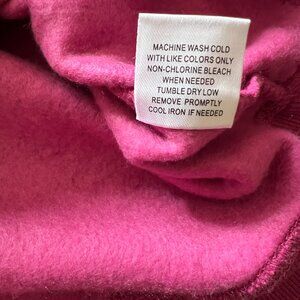 MACHINE WASH COLD
WITH LIKE COLORS ONLY
NON-CHLORINE BLEACH
WHEN NEEDED
TUMBLE DRY LOW
REMOVE PROMPTLY
COOL IRON IF NEEDED